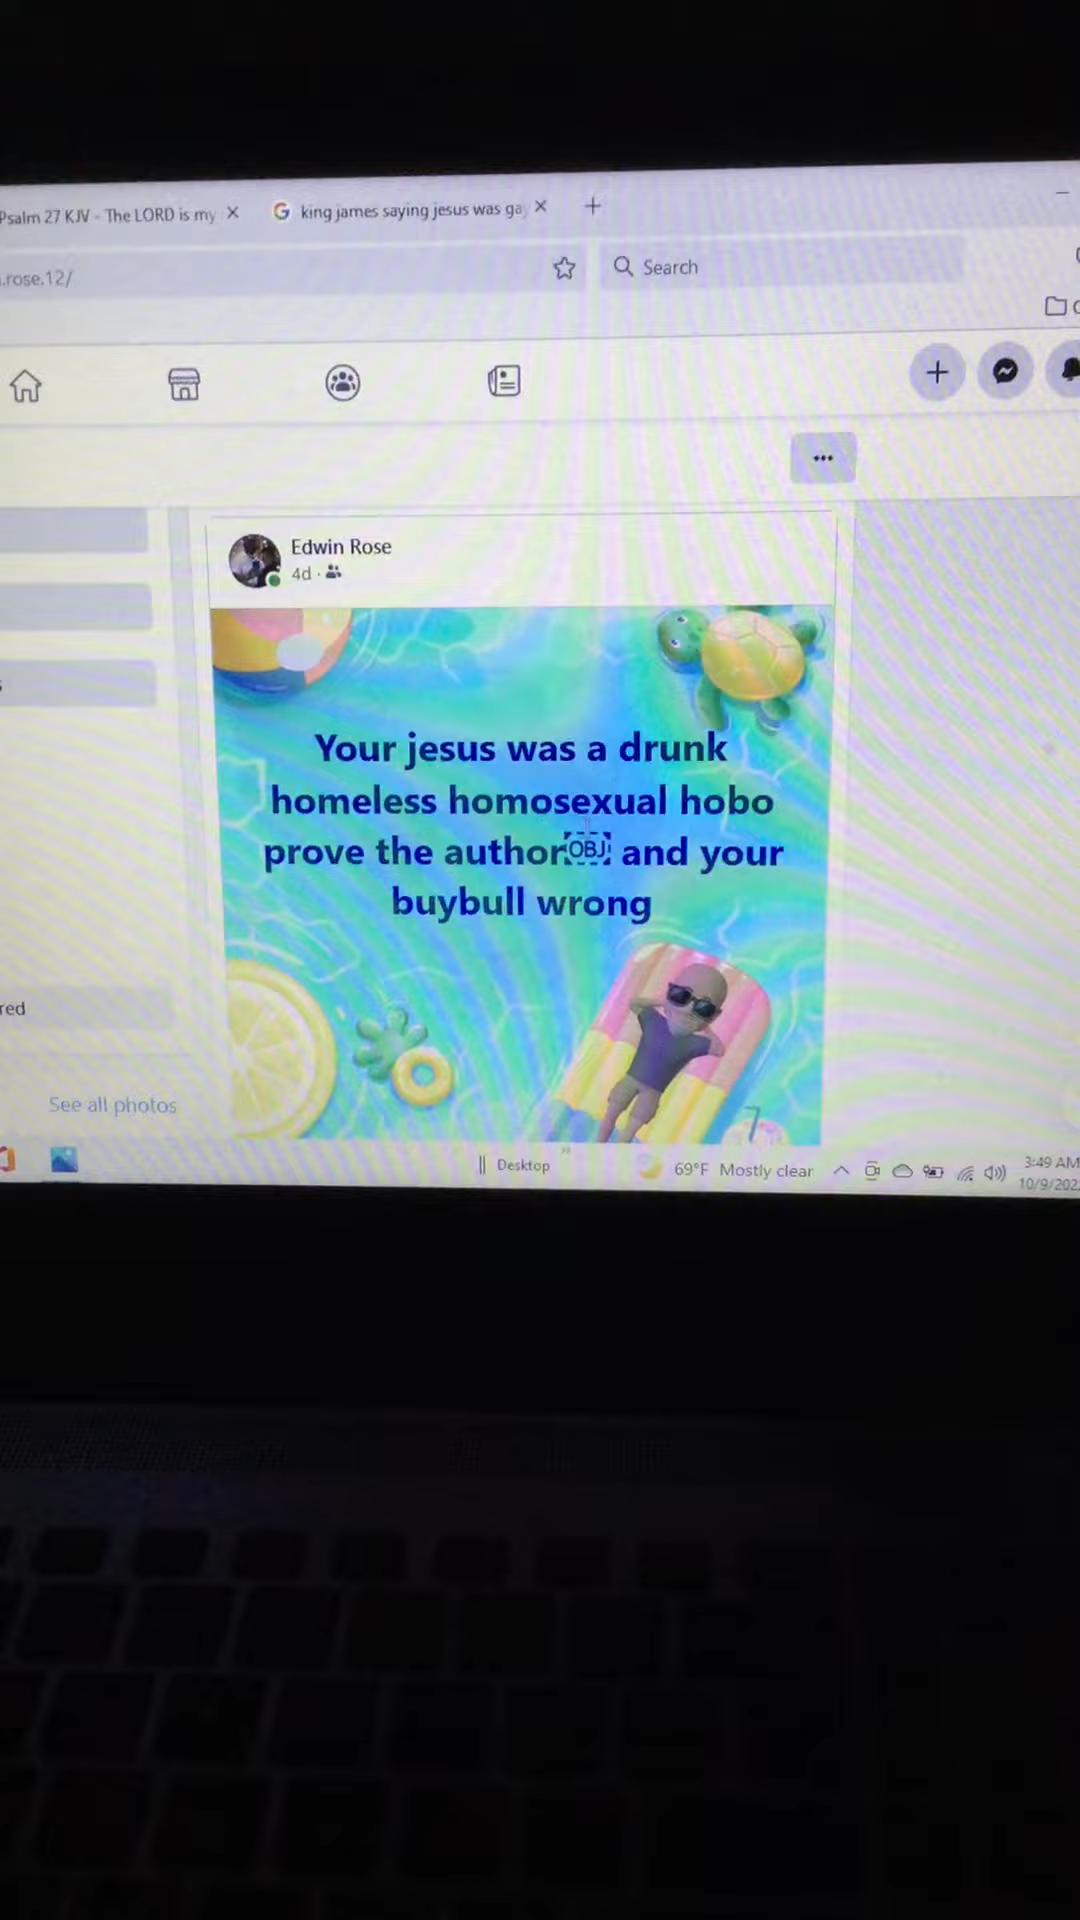 Psalm 27 KJV - The LORD is my
king james saying jesus was ga
.rose.12/
Search
Edwin Rose
4d
Your jesus was a drunk
homeless homosexual hobo
prove the author￼ and your
buybull wrong
red
See all photos
Desktop
69°F Mostly clear
3:49 AM
10/9/202